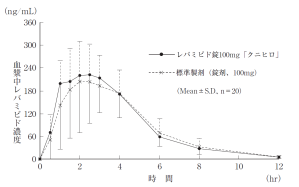 (ng/mL)
360
300
240
180
120
60
0
血漿中レバミピド濃度
レバミピド錠100mg「クニヒロ」
標準製剤（錠剤、100mg）
(Mean±S.D., n=20)
0 2 4 6 8 10 12
(hr)
時間